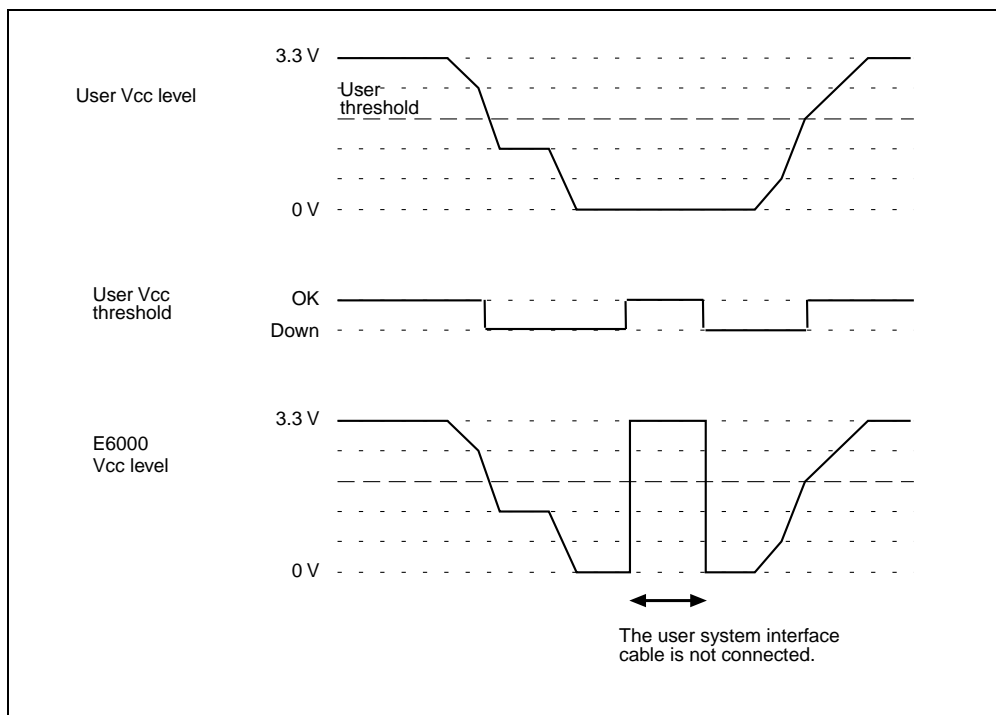 3.3 V
User Vcc level
User
threshold
0 V
User Vcc
threshold
OK
Down
3.3 V
E6000
Vcc level
0 V
The user system interface
cable is not connected.